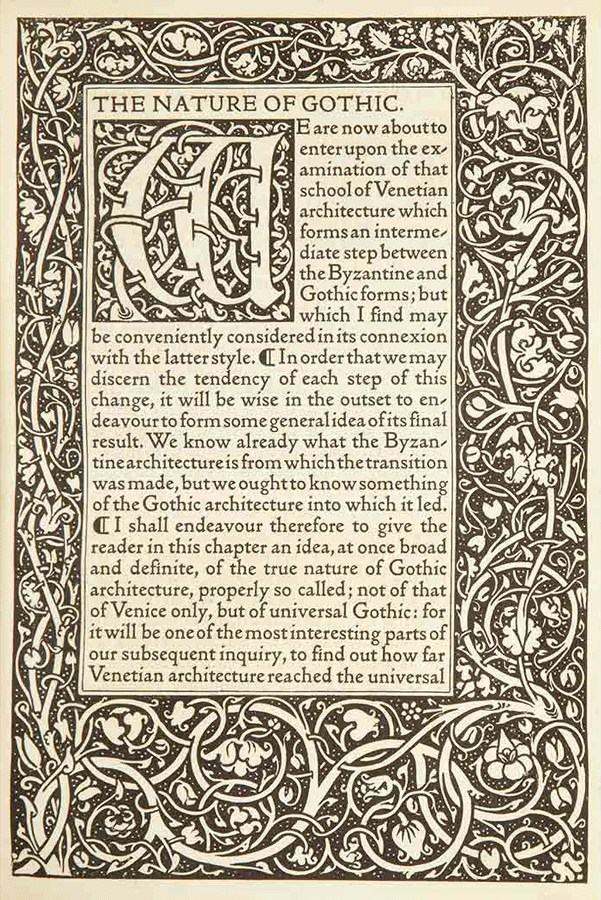 THE NATURE OF GOTHIC.
WE are now about to
enter upon the ex-
amination of that
school of Venetian
architecture which
forms an interme-
diate step between
the Byzantine and
Gothic forms; but
which I find may
be conveniently considered in its connexion
with the latter style. ¶ In order that we may
discern the tendency of each step of this
change, it will be wise in the outset to en-
deavour to form some general idea of its final
result. We know already what the Byzan-
tine architecture is from which the transition
was made, but we ought to know something
of the Gothic architecture into which it led.
¶ I shall endeavour therefore to give the
reader in this chapter an idea, at once broad
and definite, of the true nature of Gothic
architecture, properly so called; not of that
of Venice only, but of universal Gothic: for
it will be one of the most interesting parts of
our subsequent inquiry, to find out how far
Venetian architecture reached the universal